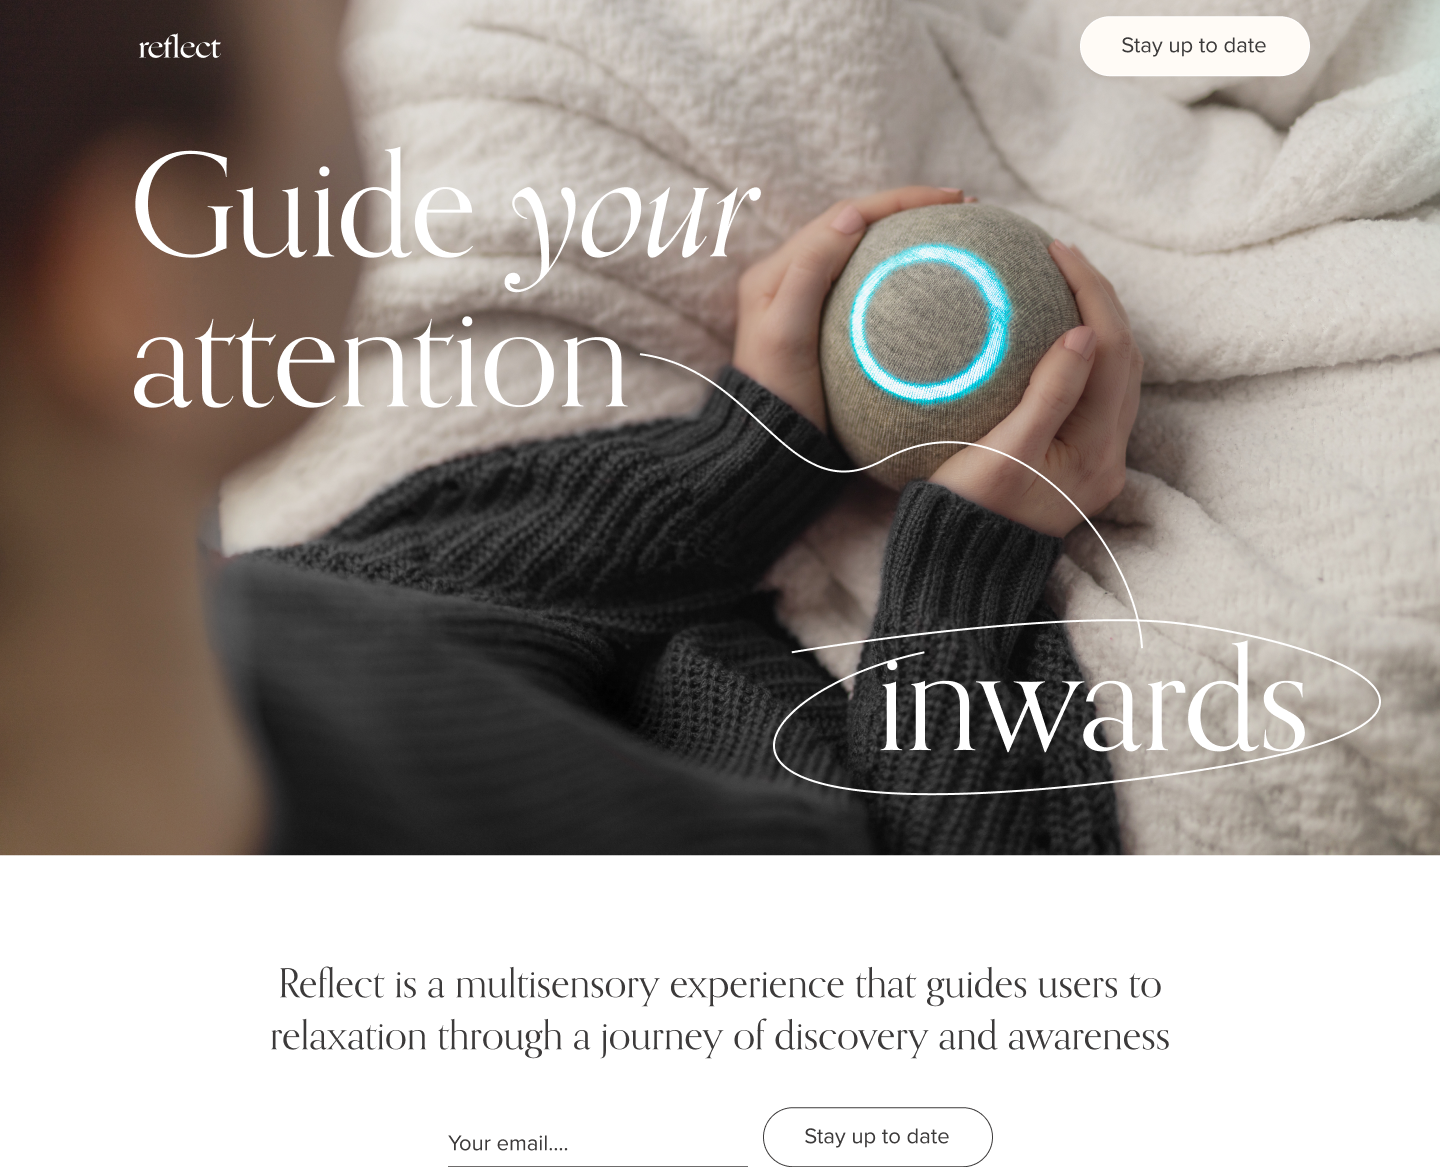 reflect
Stay up to date
Guide your
attention
inwards
Reflect is a multisensory experience that guides users to
relaxation through a journey of discovery and awareness
Your email....
Stay up to date